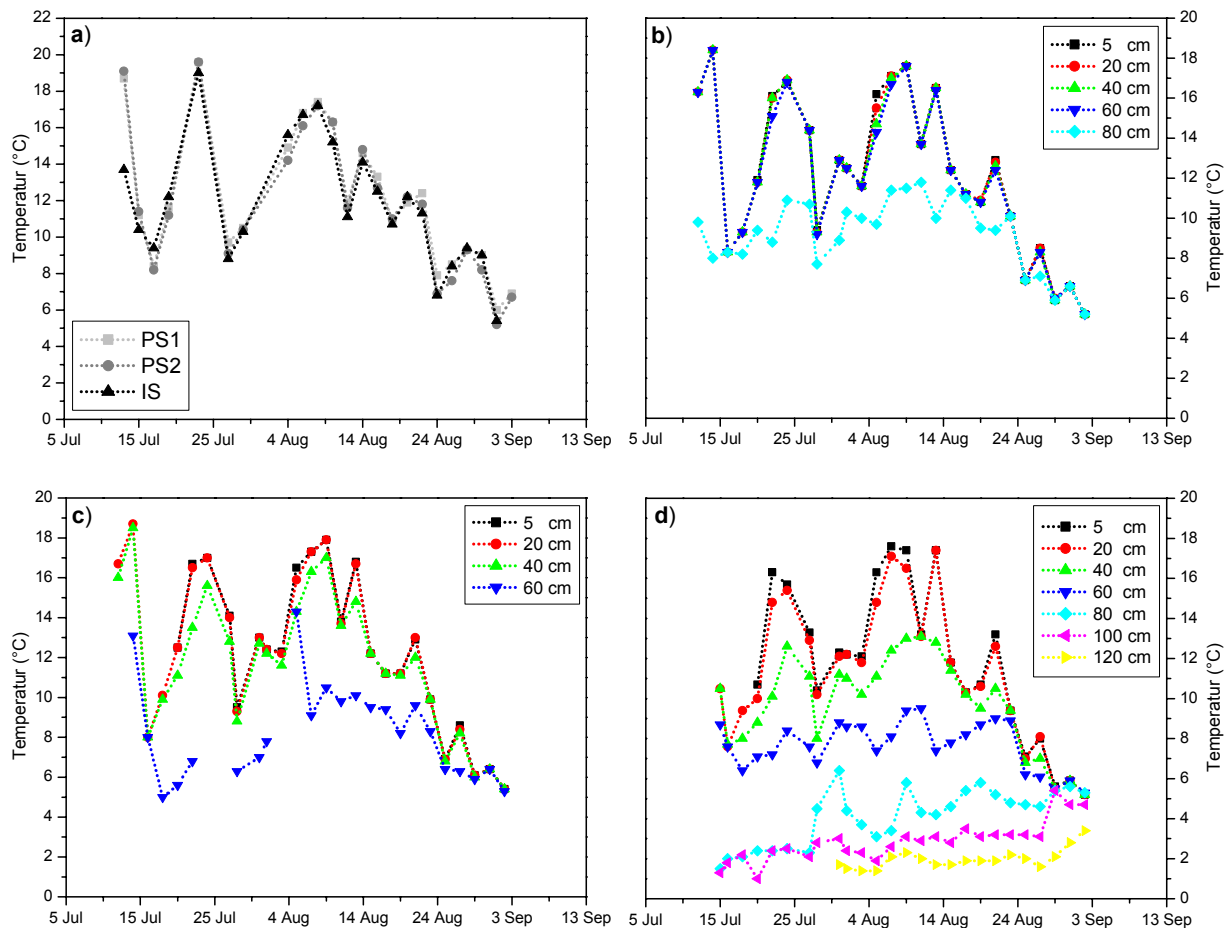 a)
22
20
18
16
14
12
10
8
6
4
2
0
Temperatur (°C)
PS1
PS2
IS
5 Jul 15 Jul 25 Jul 4 Aug 14 Aug 24 Aug 3 Sep 13 Sep
b)
5 cm
20 cm
40 cm
60 cm
80 cm
20
18
16
14
12
10
8
6
4
2
0
Temperatur (°C)
5 Jul 15 Jul 25 Jul 4 Aug 14 Aug 24 Aug 3 Sep 13 Sep
c)
20
18
16
14
12
10
8
6
4
2
0
Temperatur (°C)
5 cm
20 cm
40 cm
60 cm
5 Jul 15 Jul 25 Jul 4 Aug 14 Aug 24 Aug 3 Sep 13 Sep
d)
5 cm
20 cm
40 cm
60 cm
80 cm
100 cm
120 cm
20
18
16
14
12
10
8
6
4
2
0
Temperatur (°C)
5 Jul 15 Jul 25 Jul 4 Aug 14 Aug 24 Aug 3 Sep 13 Sep